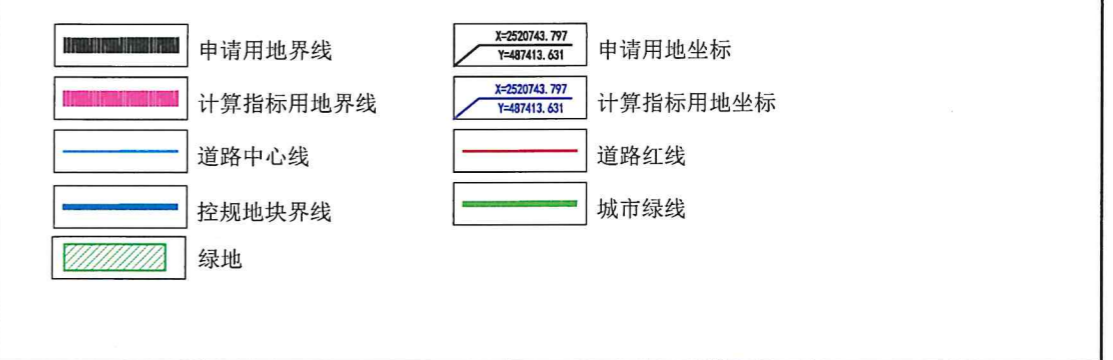 X=2520743.797
Y=487413.631
申请用地界线
申请用地坐标
X=2520743.797
Y=487413.631
计算指标用地界线
计算指标用地坐标
道路中心线
道路红线
控规地块界线
城市绿线
绿地